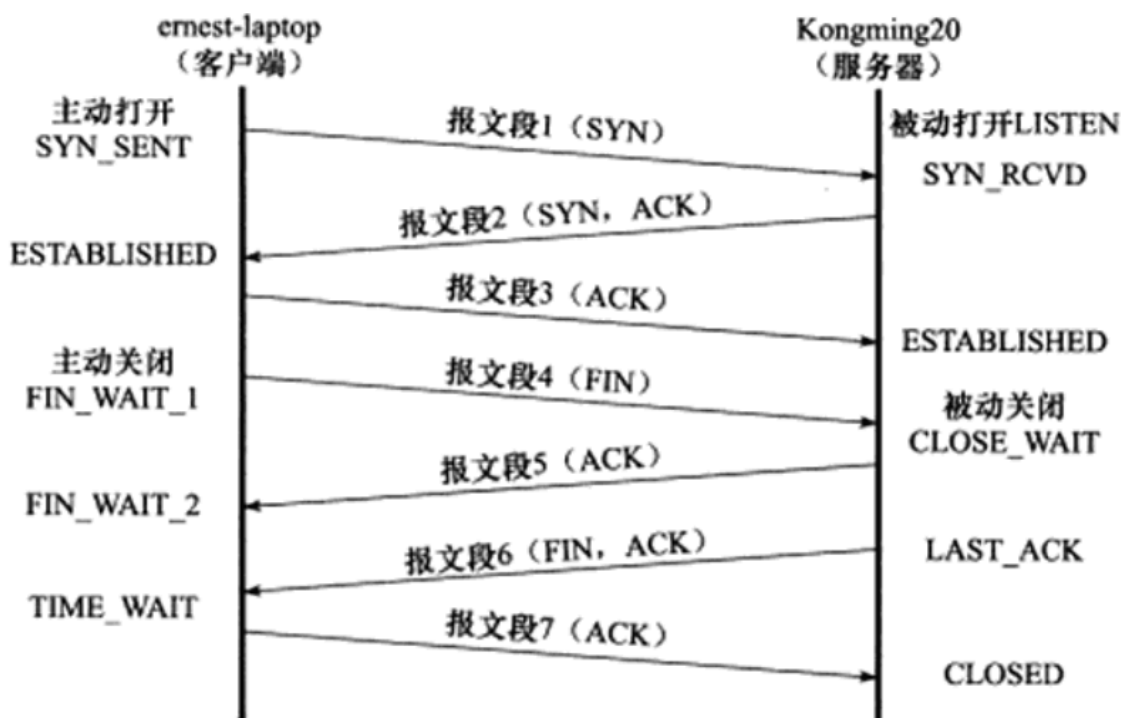 ernest-laptop
(客户端)
Kongming20
(服务器)
主动打开
SYN_SENT
报文段1(SYN)
被动打开LISTEN
SYN_RCVD
报文段2(SYN,ACK)
ESTABLISHED
报文段3(ACK)
ESTABLISHED
主动关闭
FIN_WAIT_1
报文段4(FIN)
被动关闭
CLOSE_WAIT
报文段5(ACK)
FIN_WAIT_2
报文段6(FIN,ACK)
LAST_ACK
TIME_WAIT
报文段7(ACK)
CLOSED